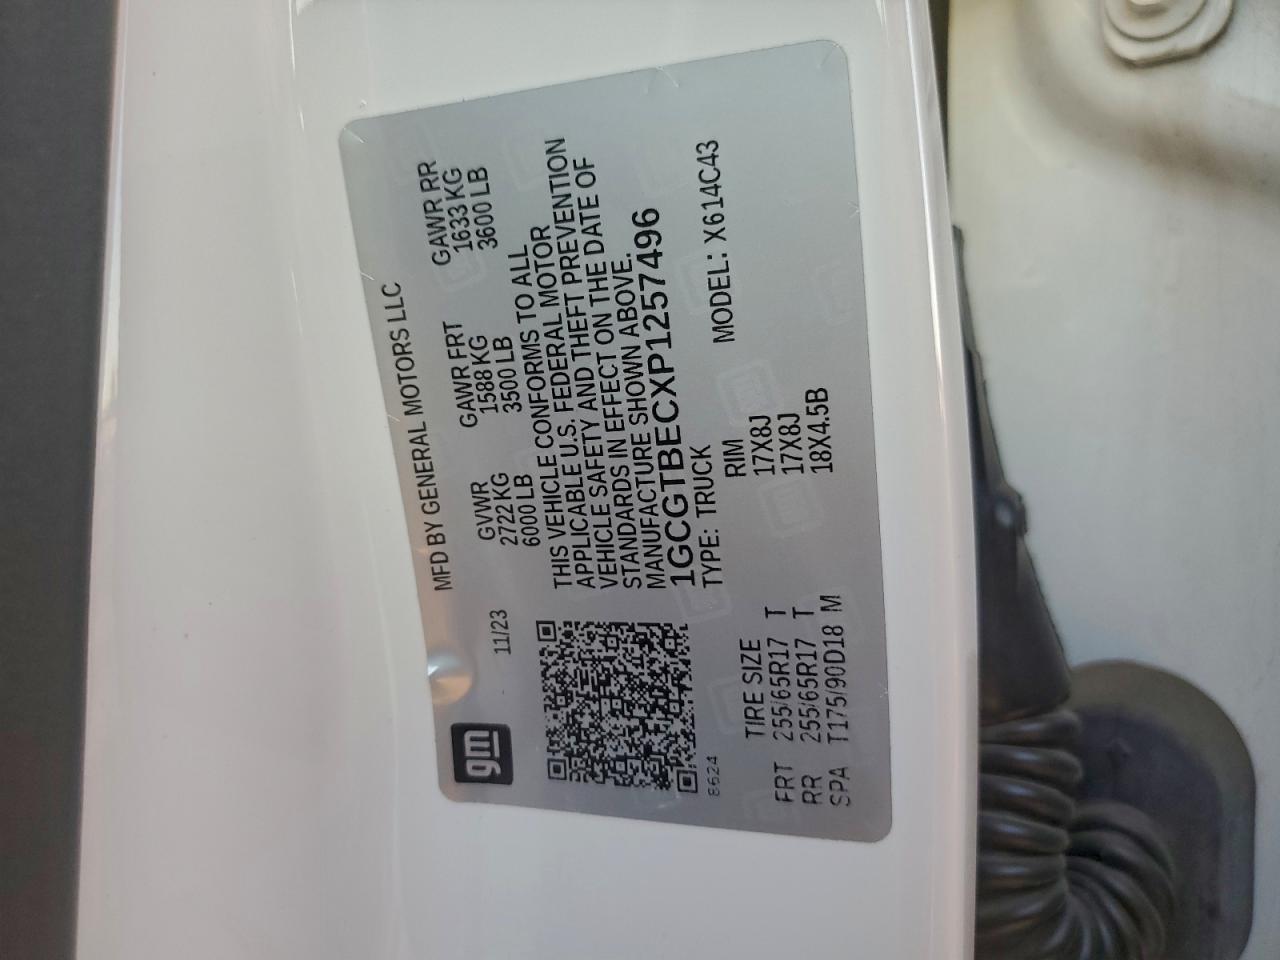 gm
MFD BY GENERAL MOTORS LLC
11/23
GVWR GAWR FRT GAWR RR
2722 KG 1588 KG 1633 KG
6000 LB 3500 LB 3600 LB
THIS VEHICLE CONFORMS TO ALL
APPLICABLE U.S. FEDERAL MOTOR
VEHICLE SAFETY AND THEFT PREVENTION
STANDARDS IN EFFECT ON THE DATE OF
MANUFACTURE SHOWN ABOVE.
1GCGTBECXP1257496
8624
TYPE: TRUCK MODEL: X614C43
TIRE SIZE RIM
FRT 255/65R17 T 17X8J
RR 255/65R17 T 17X8J
SPA T175/90D18 M 18X4.5B